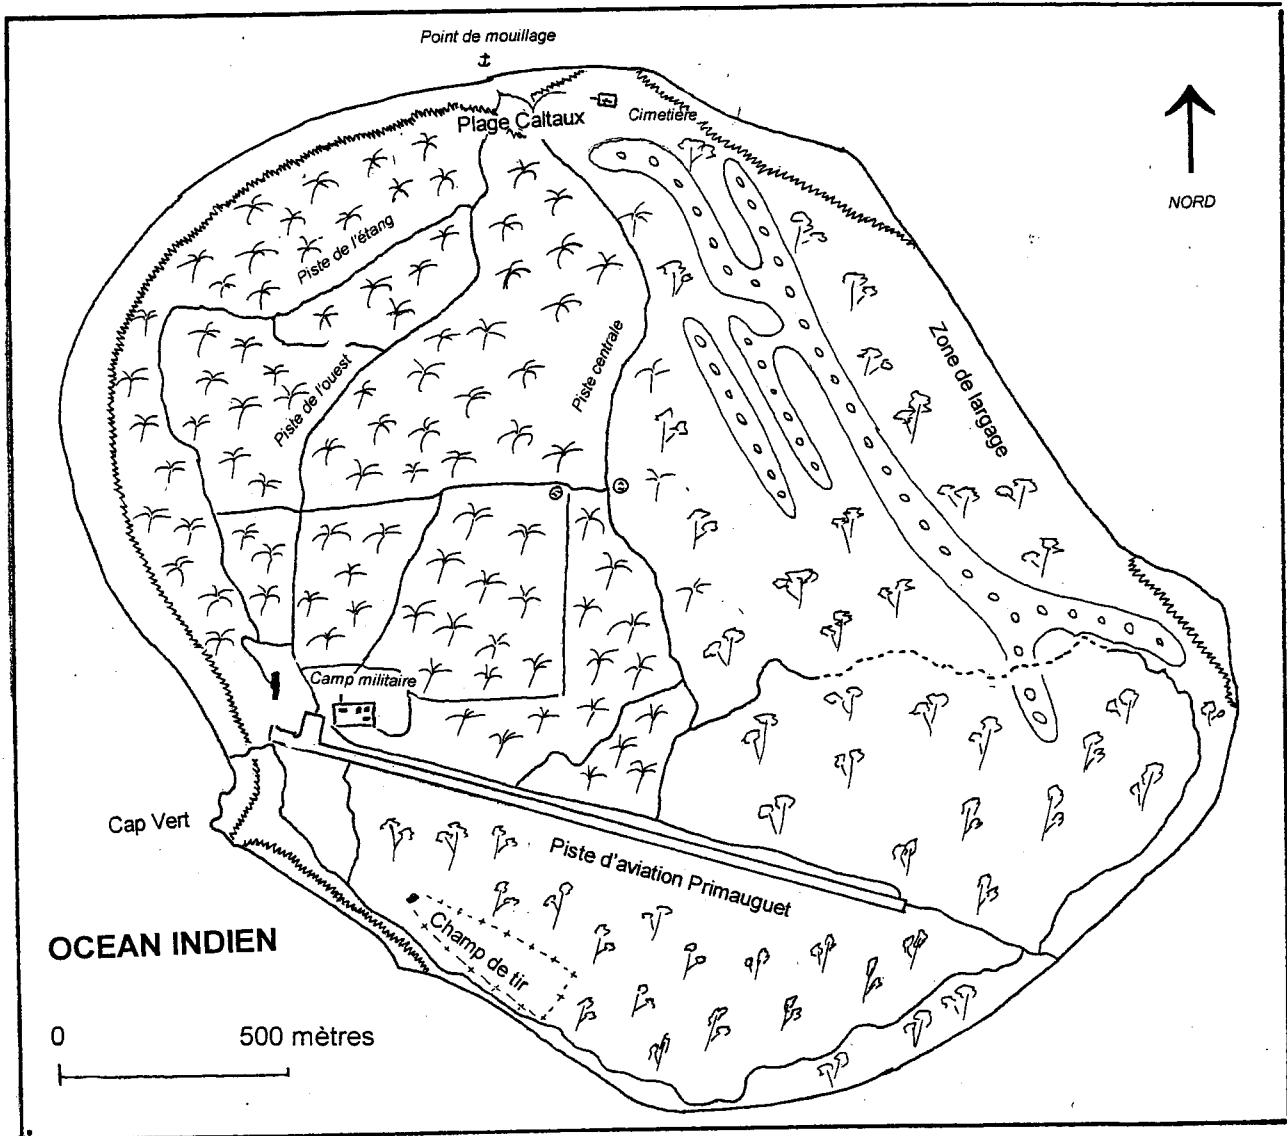 Point de mouillage
Plage Caltaux
Cimetière
NORD
Piste de l'étang
Piste de l'ouest
Piste centrale
Zone de largage
Camp militaire
Cap Vert
Piste d'aviation Primauguet
Champ de tir
OCEAN INDIEN
0 500 mètres